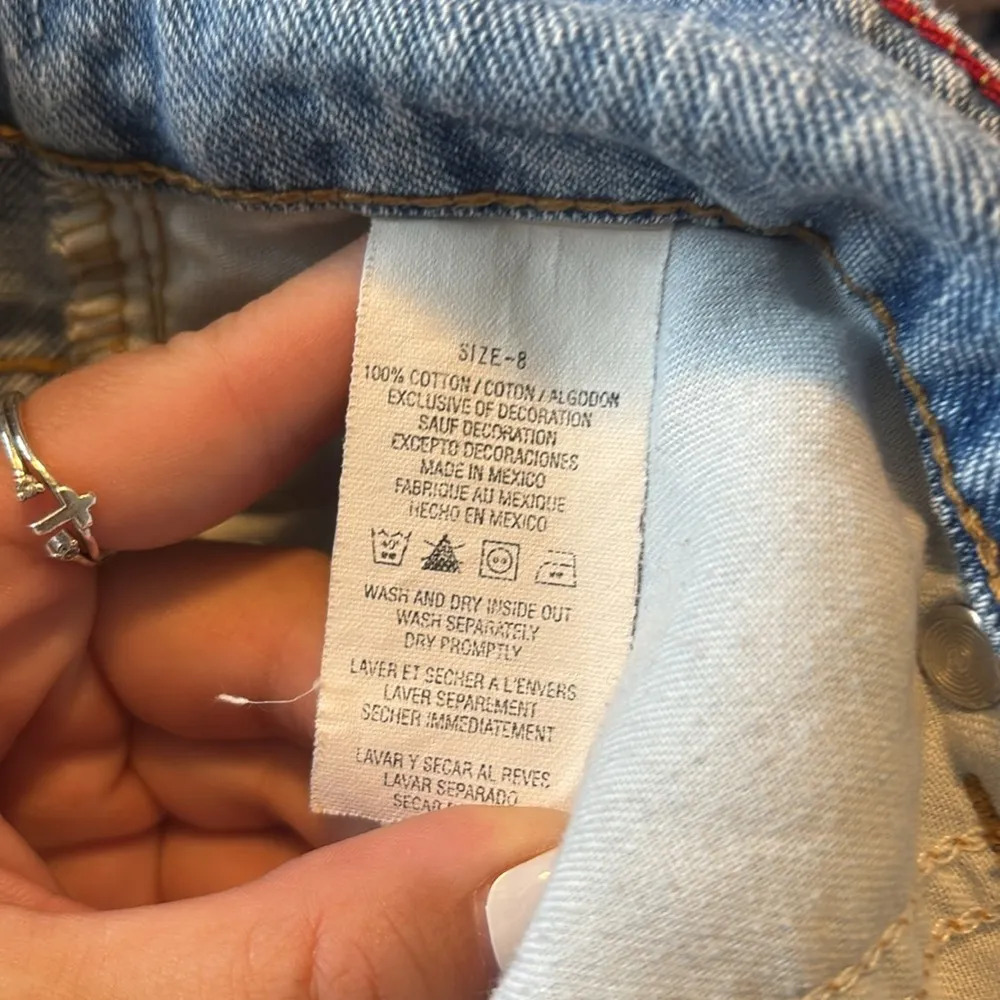 SIZE-8
100% COTTON / COTON / ALGODON
EXCLUSIVE OF DECORATION
SAUF DECORATION
EXCEPTO DECORACIONES
MADE IN MEXICO
FABRIQUE AU MEXIQUE
HECHO EN MEXICO
WASH AND DRY INSIDE OUT
WASH SEPARATELY
DRY PROMPTLY
LAVER ET SECHER A L'ENVERS
LAVER SEPAREMENT
SECHER IMMEDIATEMENT
LAVAR Y SECAR AL REVES
LAVAR SEPARADO
SECAR